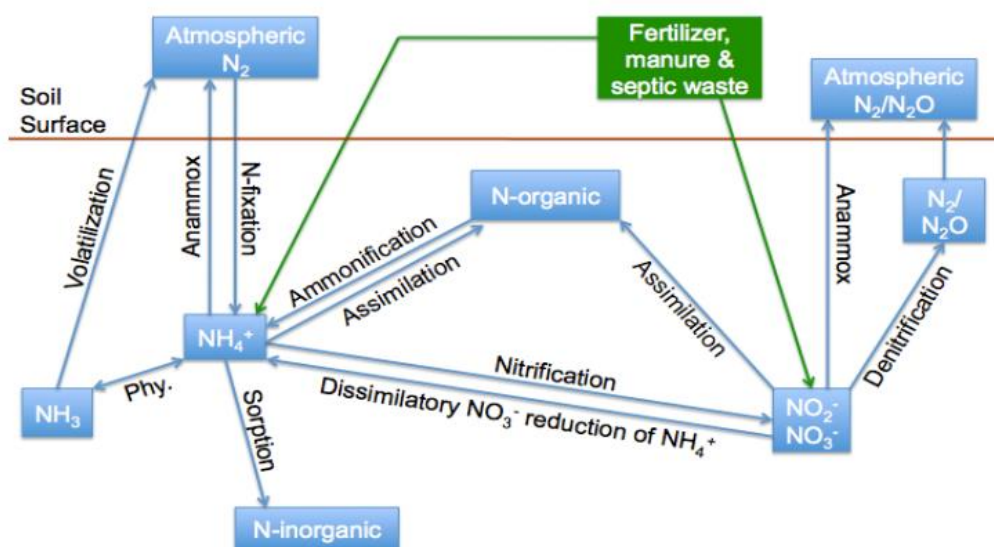 Atmospheric
N₂
Fertilizer,
manure &
septic waste
Atmospheric
N₂/N₂O
Soil
Surface
Volatilization
Anammox
N-fixation
N-organic
Anammox
N₂/
N₂O
Ammonification
Assimilation
Assimilation
Denitrification
NH₄⁺
Nitrification
Dissimilatory NO₃⁻ reduction of NH₄⁺
NH₃
Phy.
Sorption
NO₂⁻
NO₃⁻
N-inorganic